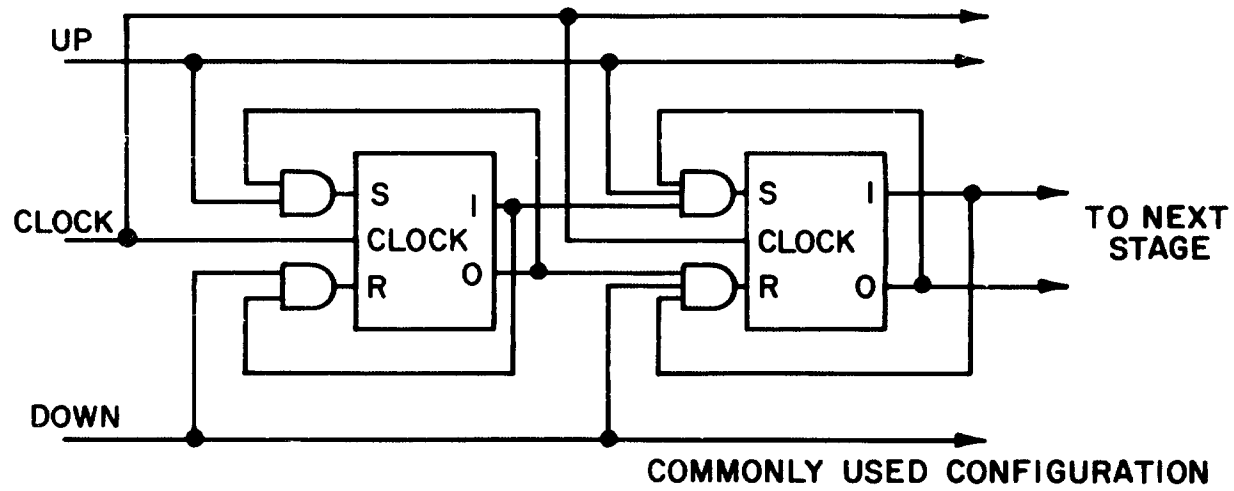 UP
S
I
CLOCK
CLOCK
O
R
S
I
CLOCK
O
R
TO NEXT
STAGE
DOWN
COMMONLY USED CONFIGURATION